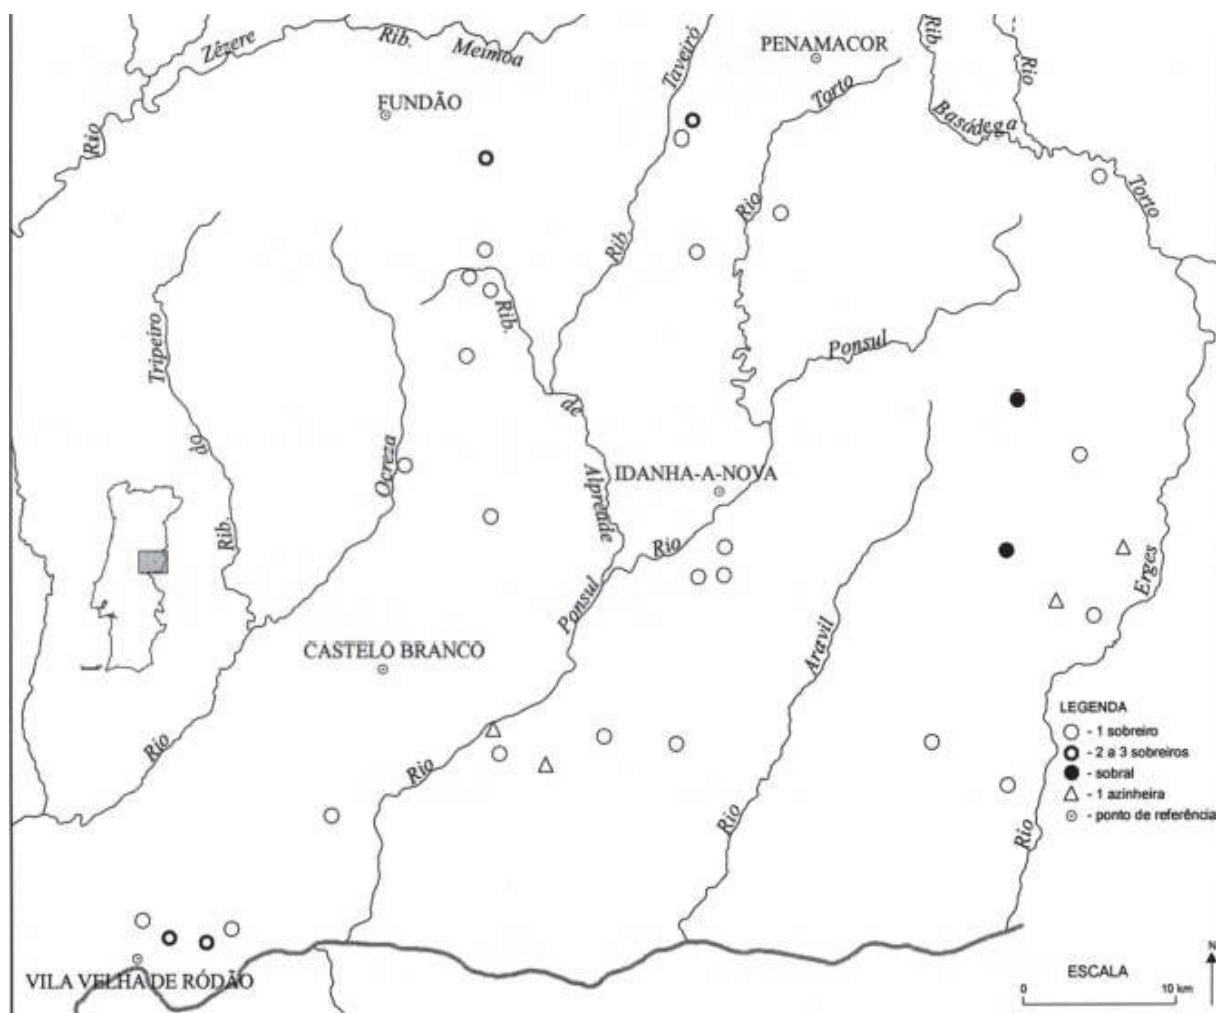 Rio
Zêzere
Rib.
Meimoa
FUNDÃO
Rib.
Taveiró
PENAMACOR
Rio
Torto
Rib.
Basádega
Rio
Torto
Tripeiro
do
Rib.
Ocreza
Rio
Rib.
de
Alprende
Ponsul
IDANHA-A-NOVA
Rio
Ponsul
Rio
CASTELO BRANCO
Aravil
Rio
Erges
Rio
VILA VELHA DE RÓDÃO
LEGENDA
- 1 sobreiro
- 2 a 3 sobreiros
- sobral
- 1 azinheira
- ponto de referência
ESCALA
0 10 km
N